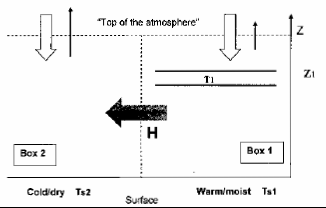 "Top of the atmosphere"
Z
T1
Z1
H
Box 2
Box 1
Cold/dry Ts2
Warm/moist Ts1
Surface